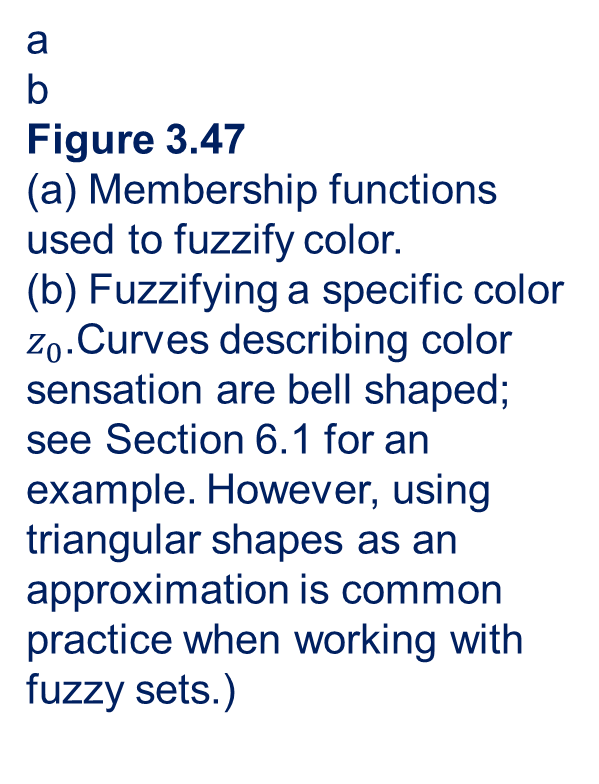 a
b
Figure 3.47
(a) Membership functions
used to fuzzify color.
(b) Fuzzifying a specific color
z₀.Curves describing color
sensation are bell shaped;
see Section 6.1 for an
example. However, using
triangular shapes as an
approximation is common
practice when working with
fuzzy sets.)